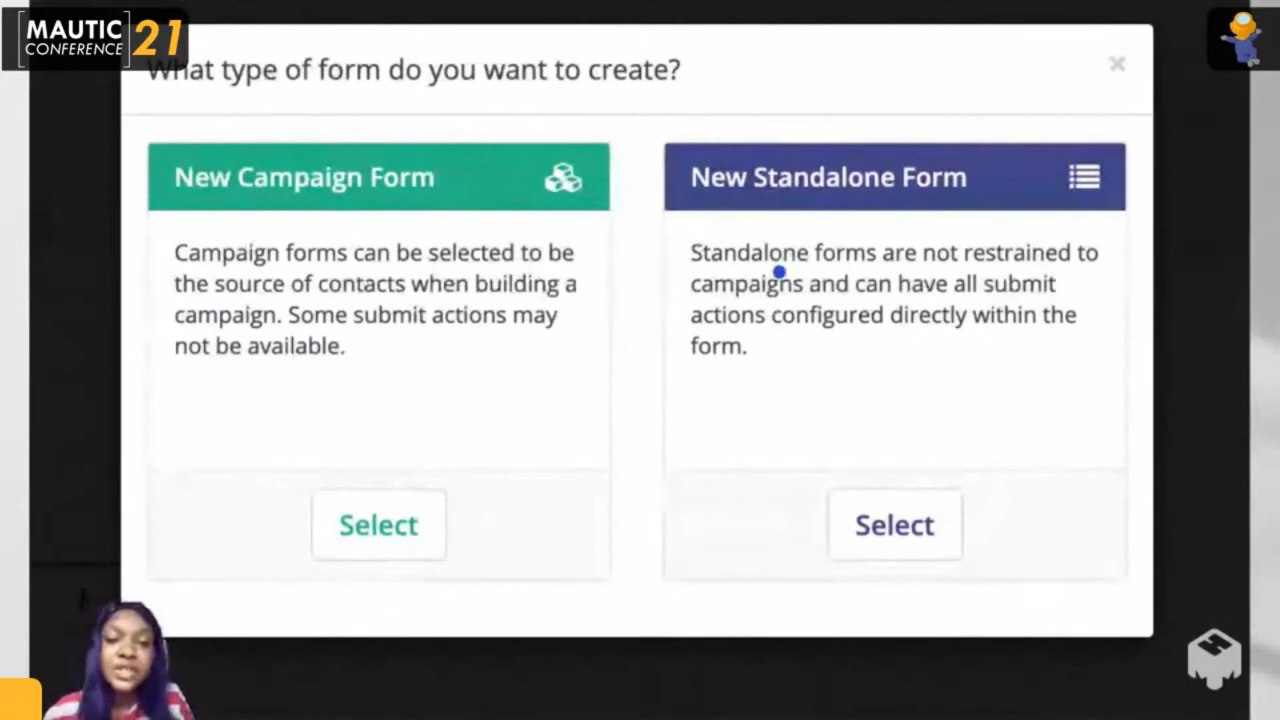 MAUTIC
CONFERENCE
21
What type of form do you want to create?
×
New Campaign Form
Campaign forms can be selected to be
the source of contacts when building a
campaign. Some submit actions may
not be available.
Select
New Standalone Form
Standalone forms are not restrained to
campaigns and can have all submit
actions configured directly within the
form.
Select